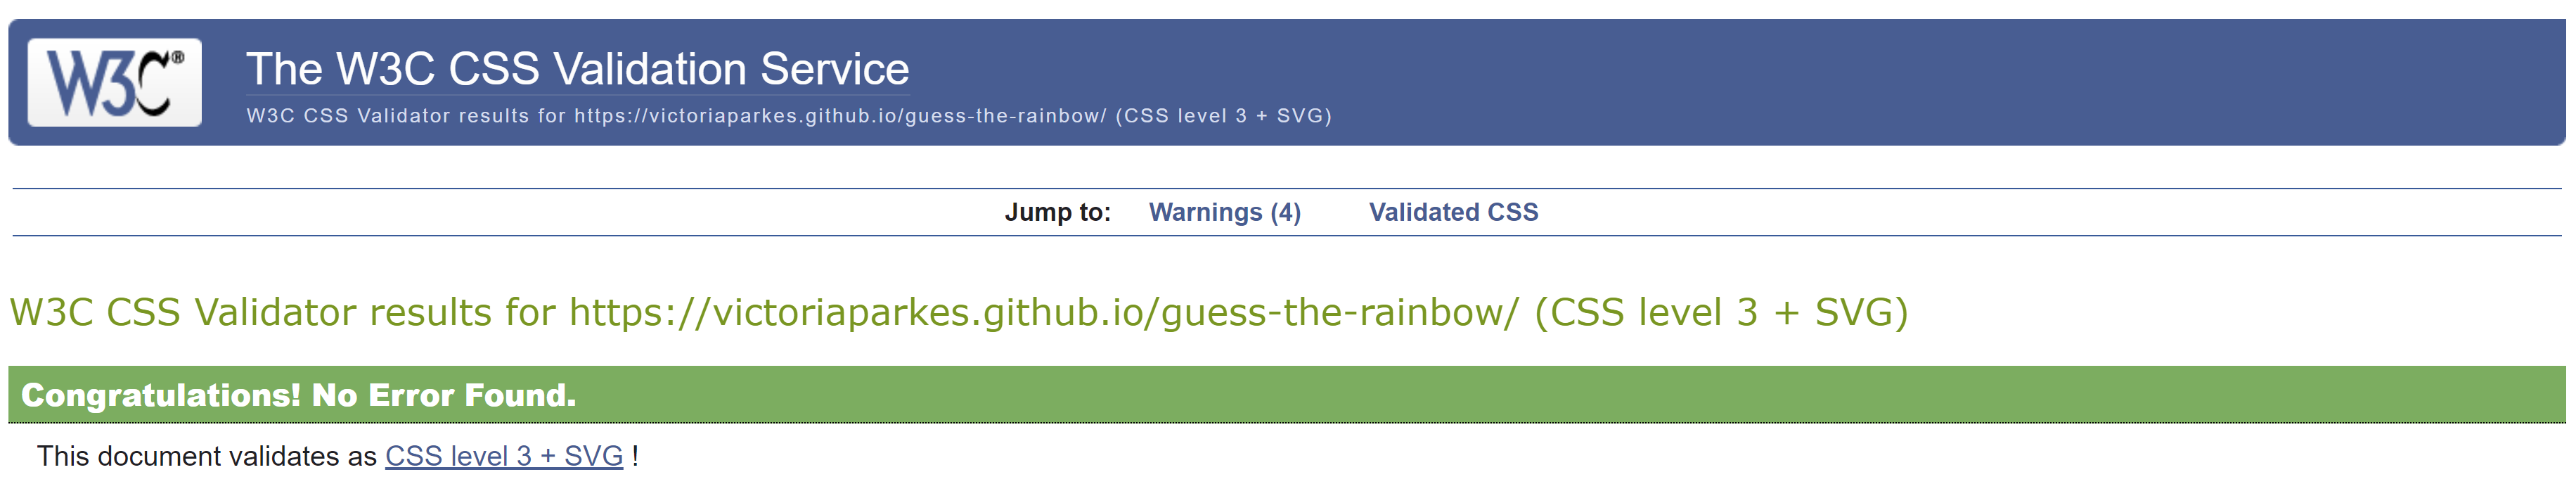 W3C®
The W3C CSS Validation Service
W3C CSS Validator results for https://victoriaparkes.github.io/guess-the-rainbow/ (CSS level 3 + SVG)
Jump to: Warnings (4) Validated CSS
W3C CSS Validator results for https://victoriaparkes.github.io/guess-the-rainbow/ (CSS level 3 + SVG)
Congratulations! No Error Found.
This document validates as CSS level 3 + SVG !